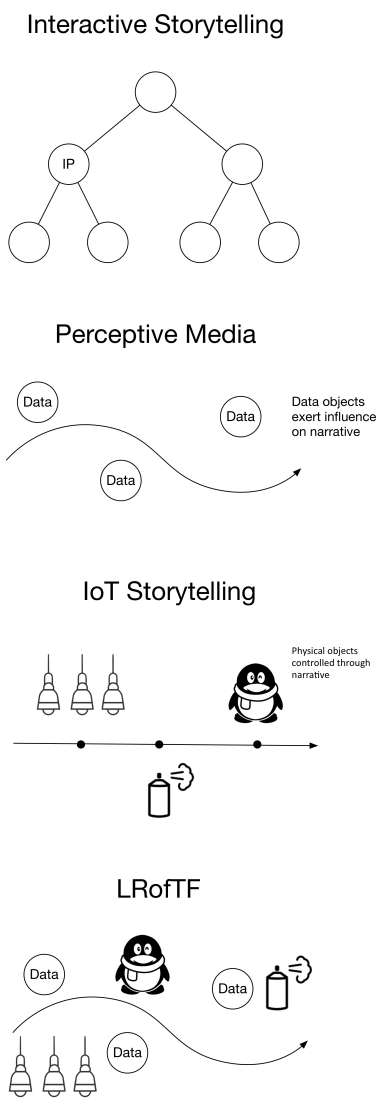 Interactive Storytelling
IP
Perceptive Media
Data
Data
Data
Data objects
exert influence
on narrative
IoT Storytelling
Physical objects
controlled through
narrative
LRofTF
Data
Data
Data